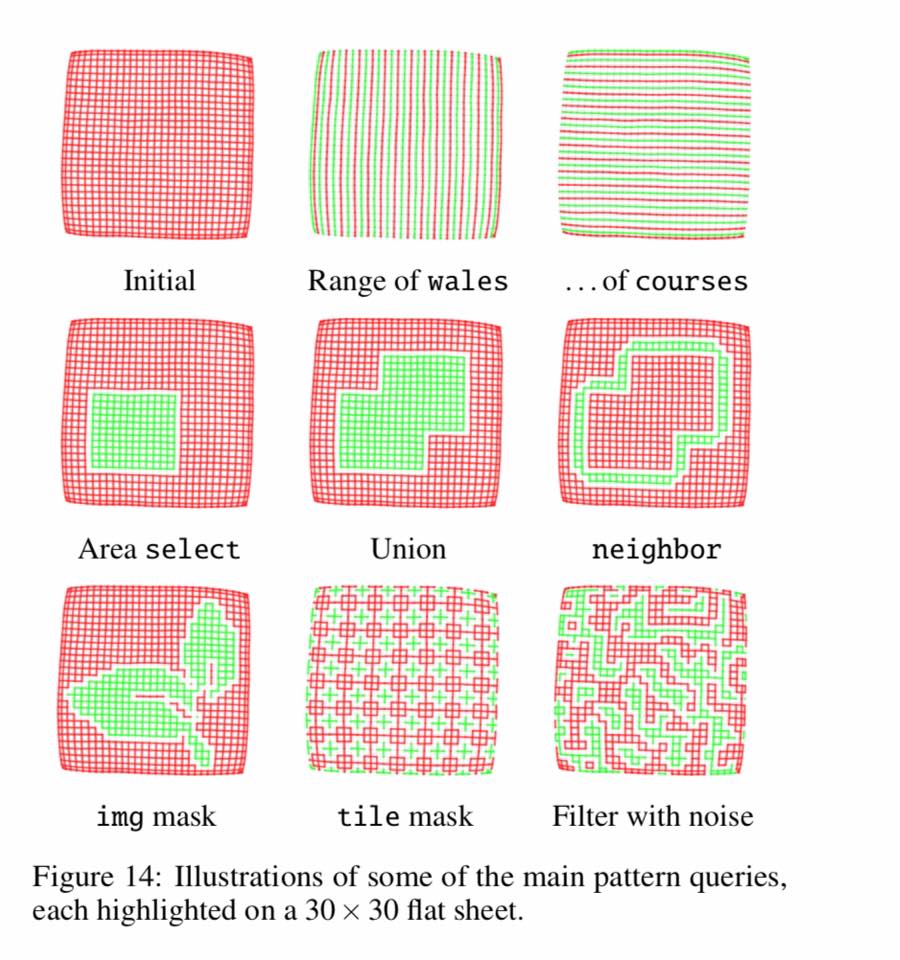 Initial
Range of wales
...of courses
Area select
Union
neighbor
img mask
tile mask
Filter with noise
Figure 14: Illustrations of some of the main pattern queries,
each highlighted on a 30 × 30 flat sheet.